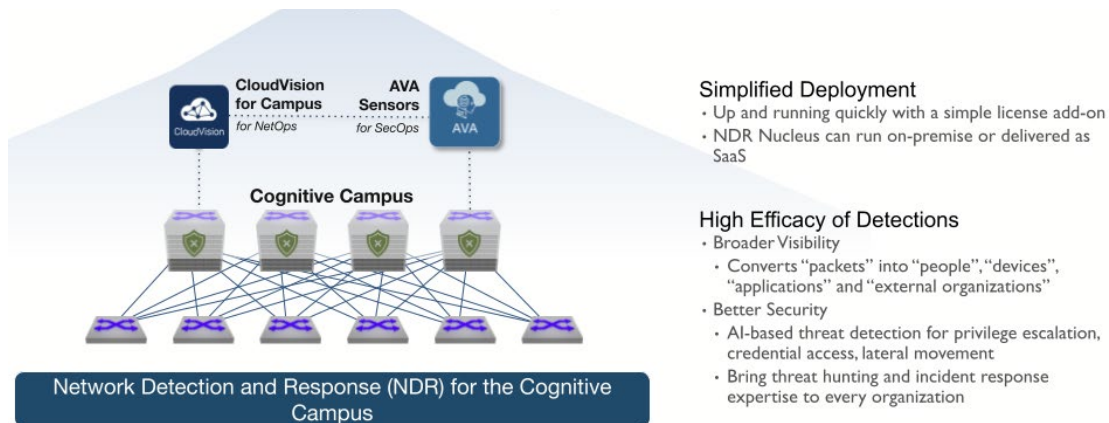 CloudVision
for Campus
for NetOps
AVA
Sensors
for SecOps
CloudVision
AVA
Cognitive Campus
Network Detection and Response (NDR) for the Cognitive
Campus
Simplified Deployment
• Up and running quickly with a simple license add-on
• NDR Nucleus can run on-premise or delivered as
SaaS
High Efficacy of Detections
• Broader Visibility
• Converts “packets” into “people”, “devices”,
“applications” and “external organizations”
• Better Security
• AI-based threat detection for privilege escalation,
credential access, lateral movement
• Bring threat hunting and incident response
expertise to every organization